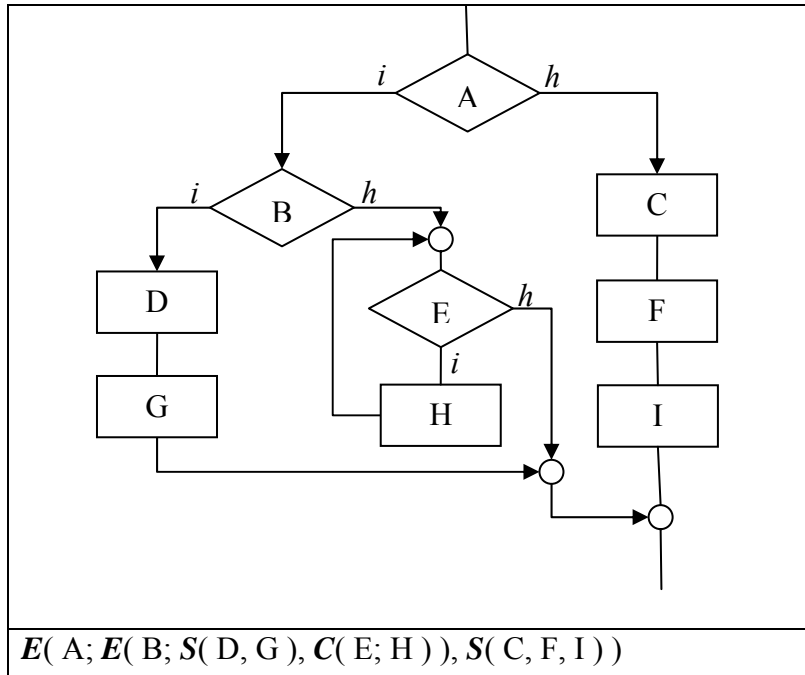 i
A
h
i
B
h
C
D
E
h
F
i
G
H
I
E( A; E( B; S( D, G ), C( E; H ) ), S( C, F, I ) )